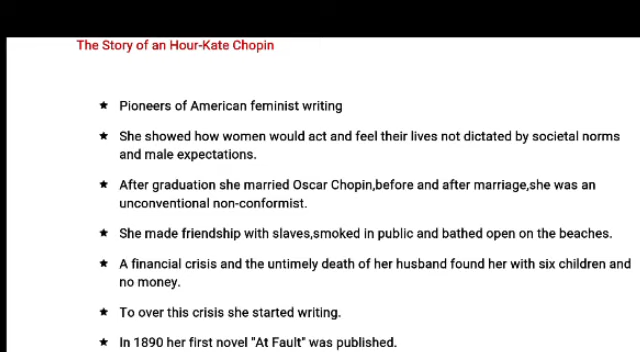 The Story of an Hour-Kate Chopin
★ Pioneers of American feminist writing
★ She showed how women would act and feel their lives not dictated by societal norms
and male expectations.
★ After graduation she married Oscar Chopin,before and after marriage,she was an
unconventional non-conformist.
★ She made friendship with slaves,smoked in public and bathed open on the beaches.
★ A financial crisis and the untimely death of her husband found her with six children and
no money.
★ To over this crisis she started writing.
★ In 1890 her first novel "At Fault" was published.